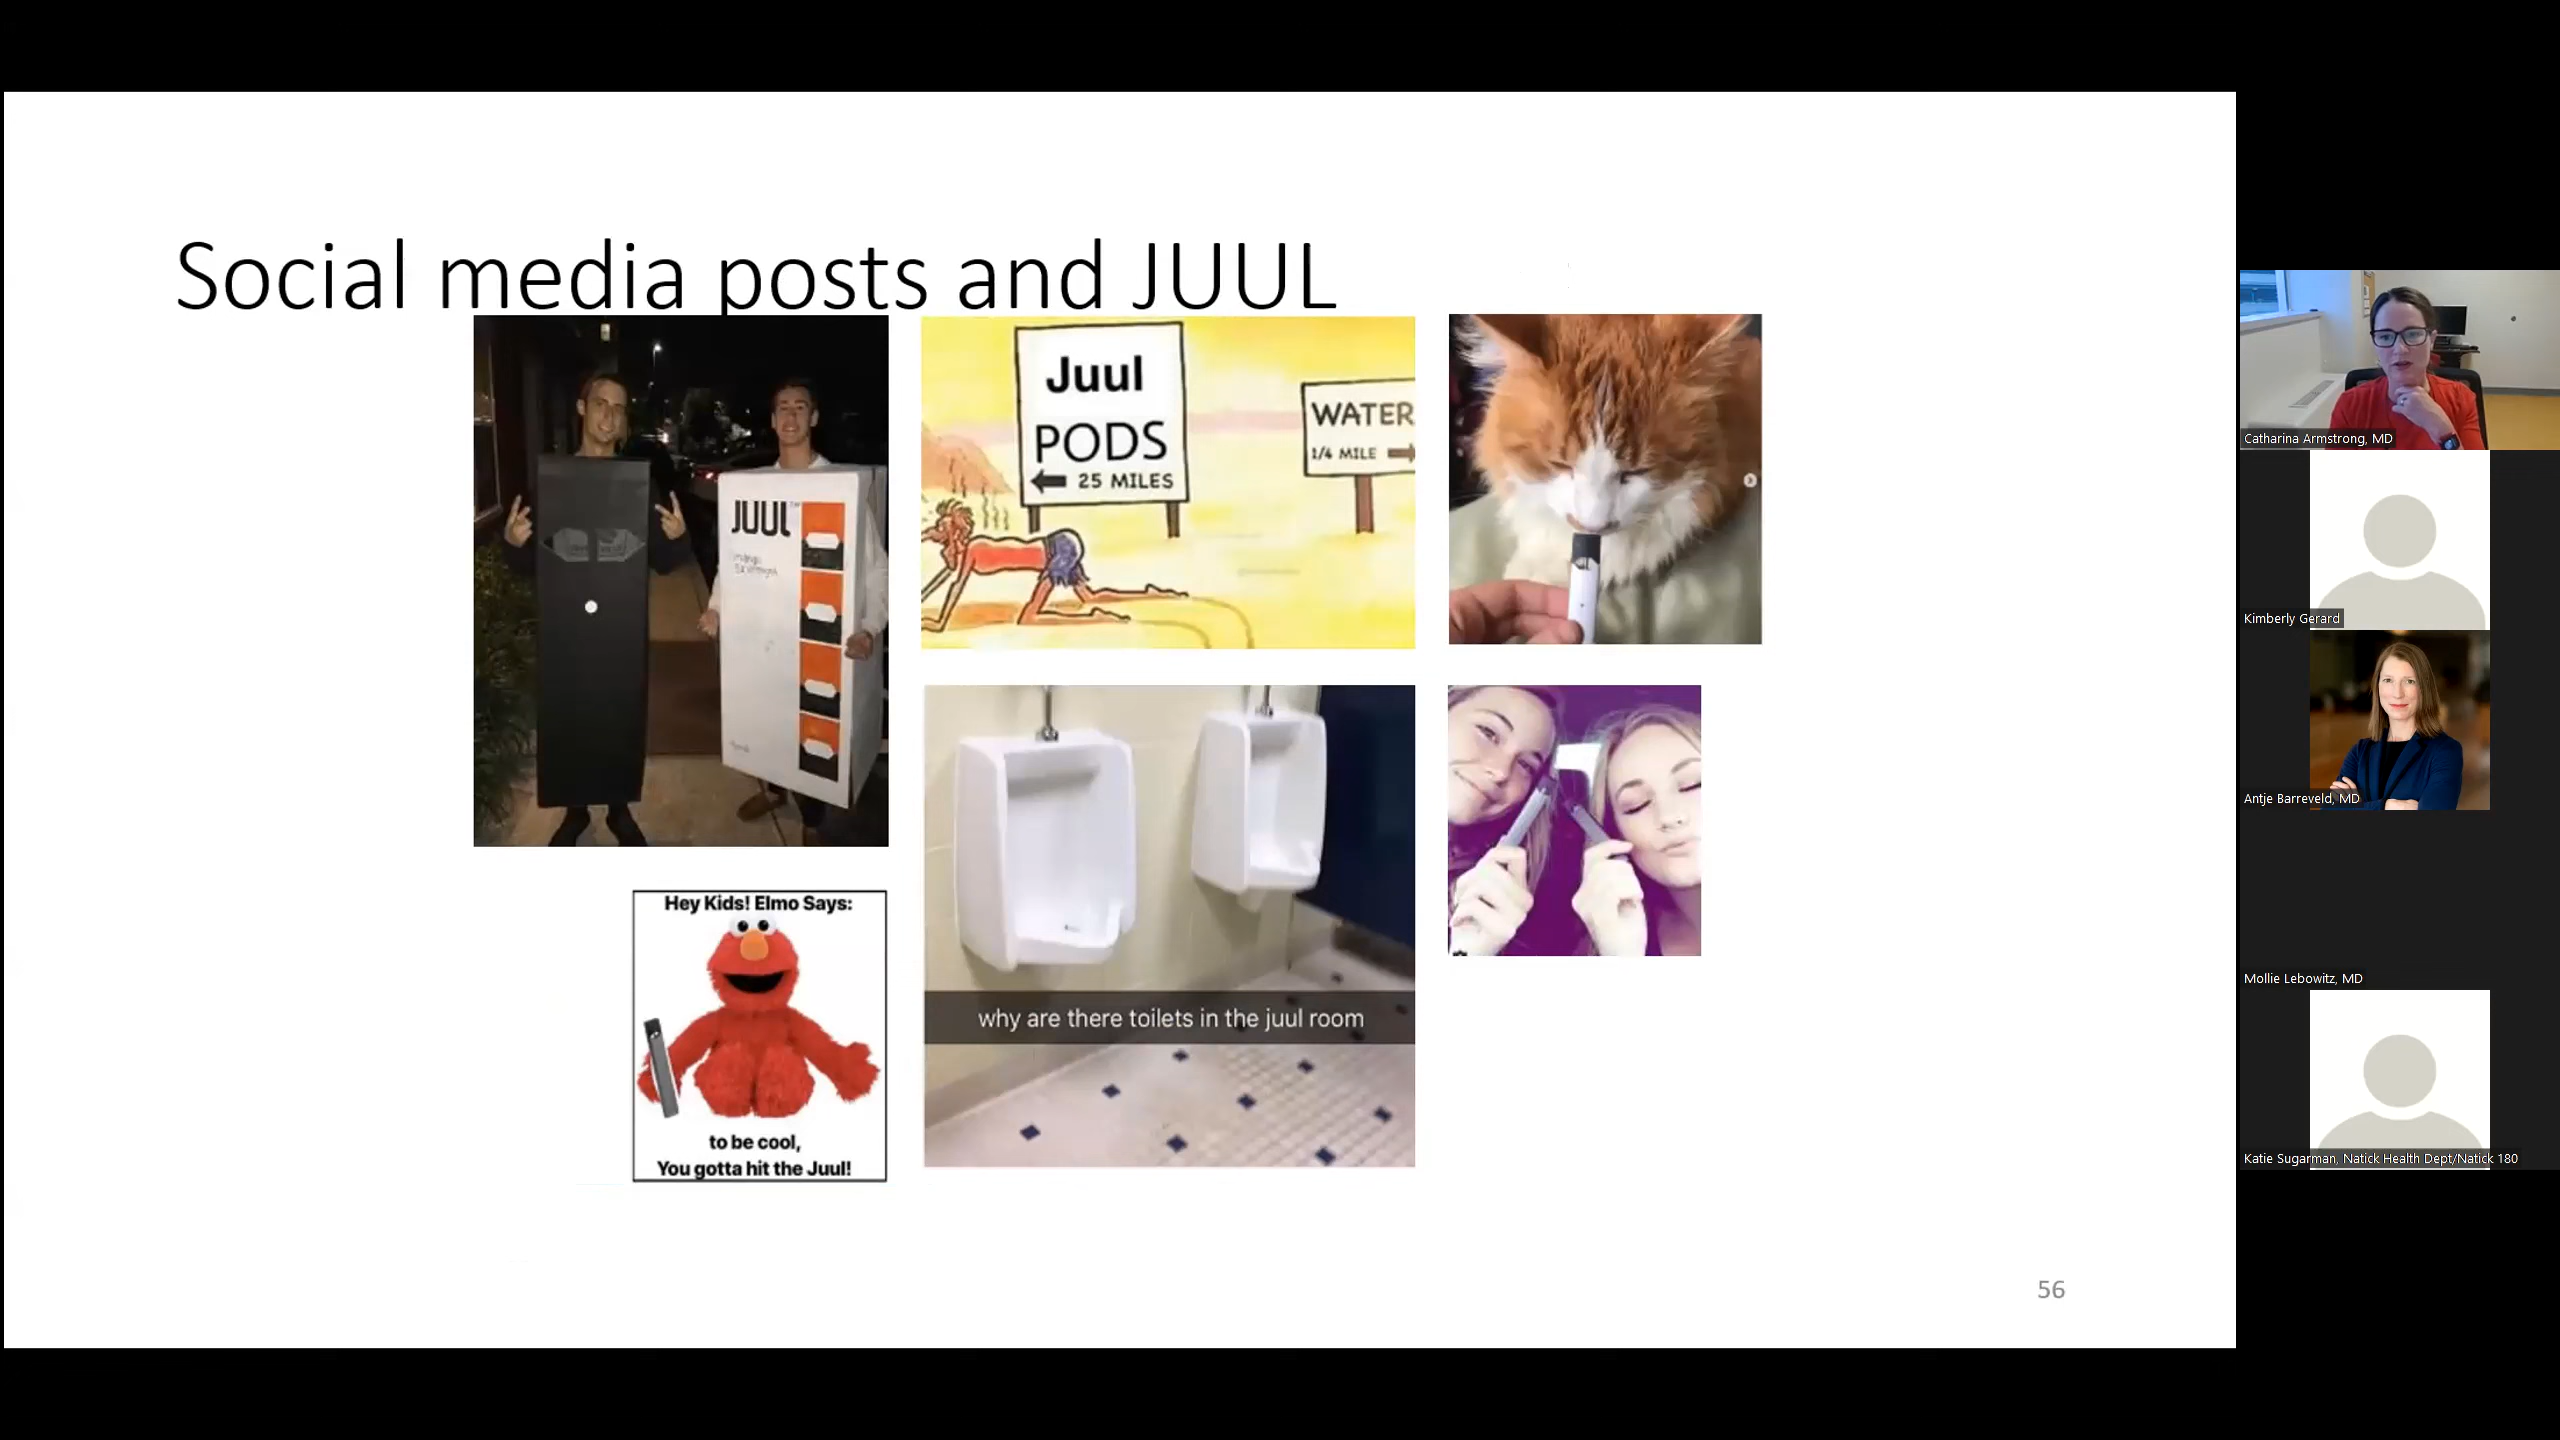 Social media posts and JUUL
JUUL
Juul
PODS
25 MILES
WATER
1/4 MILE
Hey Kids! Elmo Says:
to be cool,
You gotta hit the Juul!
why are there toilets in the juul room
56
Catharina Armstrong, MD
Kimberly Gerard
Antje Barreveld, MD
Mollie Lebowitz, MD
Katie Sugarman, Natick Health Dept/Natick 180